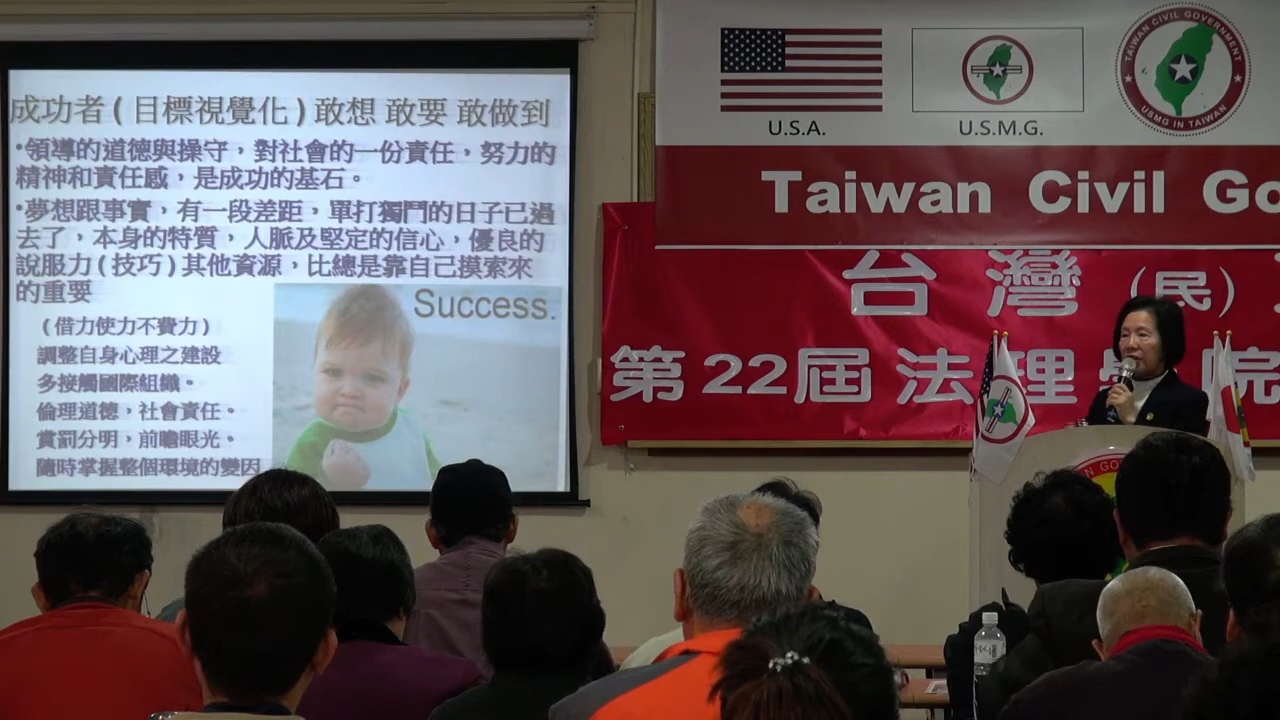 成功者 ( 目標視覺化 ) 敢想 敢要 敢做到
•領導的道德與操守，對社會的一份責任，努力的
精神和責任感，是成功的基石。
•夢想跟事實，有一段差距，單打獨鬥的日子已過
去了，本身的特質，人脈及堅定的信心，優良的
說服力 ( 技巧 ) 其他資源，比總是靠自己摸索來
的重要
( 借力使力不費力 )
調整自身心理之建設
多接觸國際組織。
倫理道德，社會責任。
賞罰分明，前瞻眼光。
隨時掌握整個環境的變因
Success.
U.S.A.
U.S.M.G.
TAIWAN CIVIL GOVERNMENT
USMG IN TAIWAN
Taiwan Civil Go
台灣 (民)
第22屆法理學院